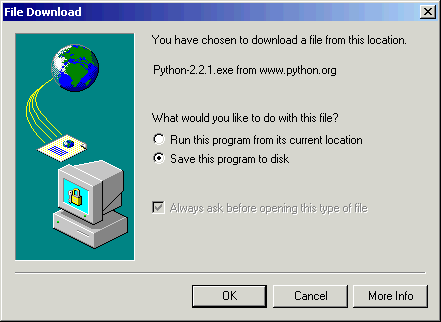 File Download
You have chosen to download a file from this location.
Python-2.2.1.exe from www.python.org
What would you like to do with this file?
Run this program from its current location
Save this program to disk
Always ask before opening this type of file
OK
Cancel
More Info